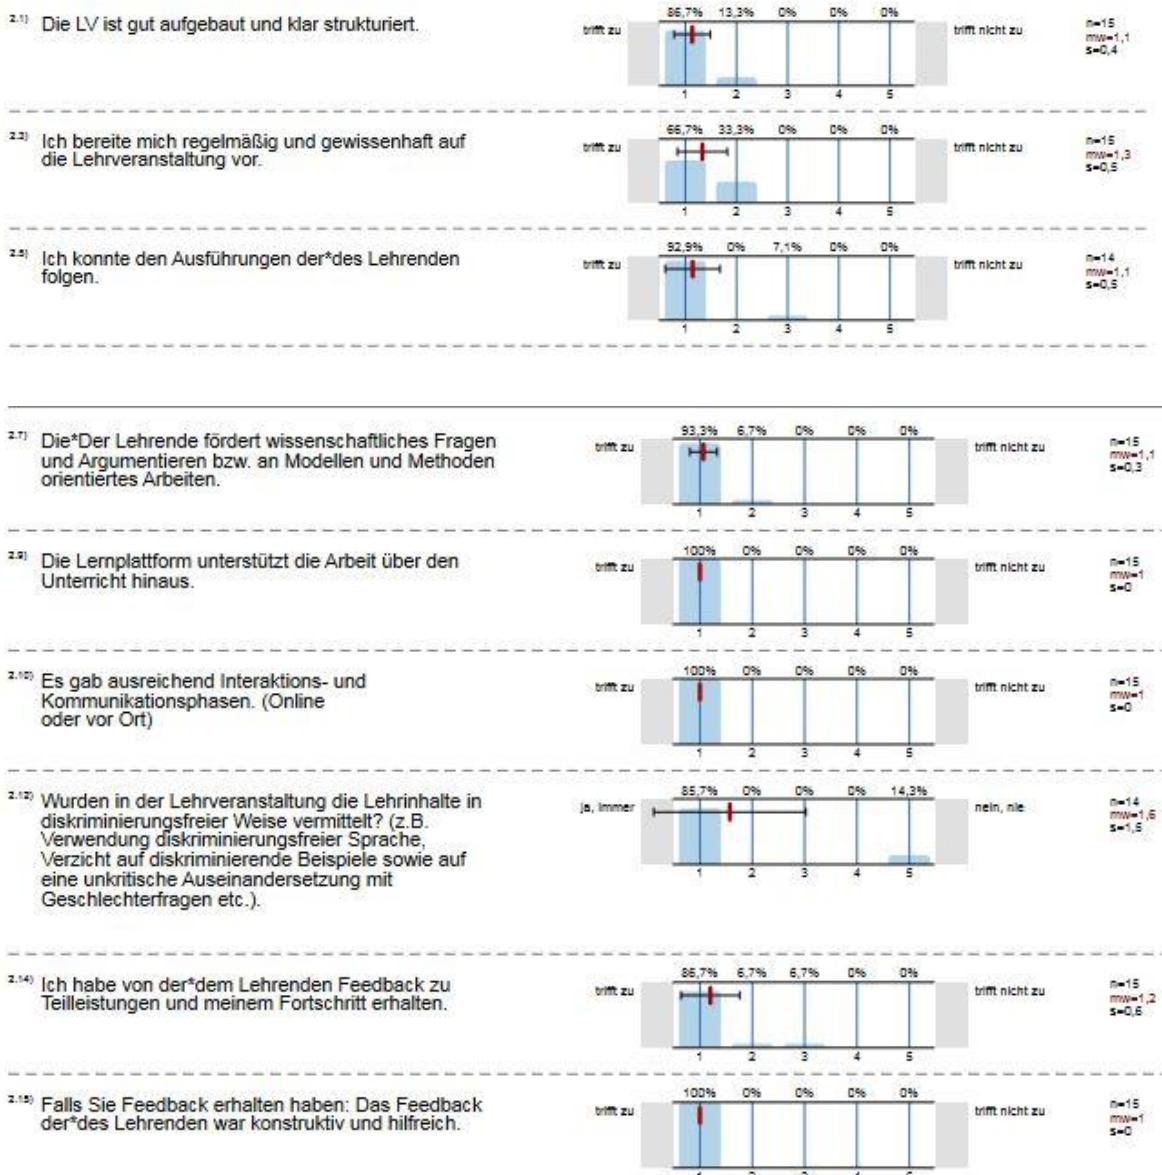 2.1) Die LV ist gut aufgebaut und klar strukturiert.
trifft zu
86,7% 13,3% 0% 0% 0%
1 2 3 4 5
trifft nicht zu
n=15
mw=1,1
s=0,4
2.2) Ich bereite mich regelmäßig und gewissenhaft auf
die Lehrveranstaltung vor.
trifft zu
66,7% 33,3% 0% 0% 0%
1 2 3 4 5
trifft nicht zu
n=15
mw=1,3
s=0,5
Ich konnte den Ausführungen der*des Lehrenden
folgen.
trifft zu
92,9% 0% 7,1% 0% 0%
1 2 3 4 5
trifft nicht zu
n=14
mw=1,1
s=0,5
2.7) Die*Der Lehrende fördert wissenschaftliches Fragen
und Argumentieren bzw. an Modellen und Methoden
orientiertes Arbeiten.
trifft zu
93,3% 6,7% 0% 0% 0%
1 2 3 4 5
trifft nicht zu
n=15
mw=1,1
s=0,3
2.9) Die Lernplattform unterstützt die Arbeit über den
Unterricht hinaus.
trifft zu
100% 0% 0% 0% 0%
1 2 3 4 5
trifft nicht zu
n=15
mw=1
s=0
2.10) Es gab ausreichend Interaktions- und
Kommunikationsphasen. (Online
oder vor Ort)
trifft zu
100% 0% 0% 0% 0%
1 2 3 4 5
trifft nicht zu
n=15
mw=1
s=0
Wurden in der Lehrveranstaltung die Lehrinhalte in
diskriminierungsfreier Weise vermittelt? (z.B.
Verwendung diskriminierungsfreier Sprache,
Verzicht auf diskriminierende Beispiele sowie auf
eine unkritische Auseinandersetzung mit
Geschlechterfragen etc.).
ja, immer
85,7% 0% 0% 0% 14,3%
1 2 3 4 5
nein, nie
n=14
mw=1,6
s=1,5
2.14) Ich habe von der*dem Lehrenden Feedback zu
Teilleistungen und meinem Fortschritt erhalten.
trifft zu
86,7% 6,7% 6,7% 0% 0%
1 2 3 4 5
trifft nicht zu
n=15
mw=1,2
s=0,6
2.15) Falls Sie Feedback erhalten haben: Das Feedback
der*des Lehrenden war konstruktiv und hilfreich.
trifft zu
100% 0% 0% 0% 0%
trifft nicht zu
n=15
mw=1
s=0